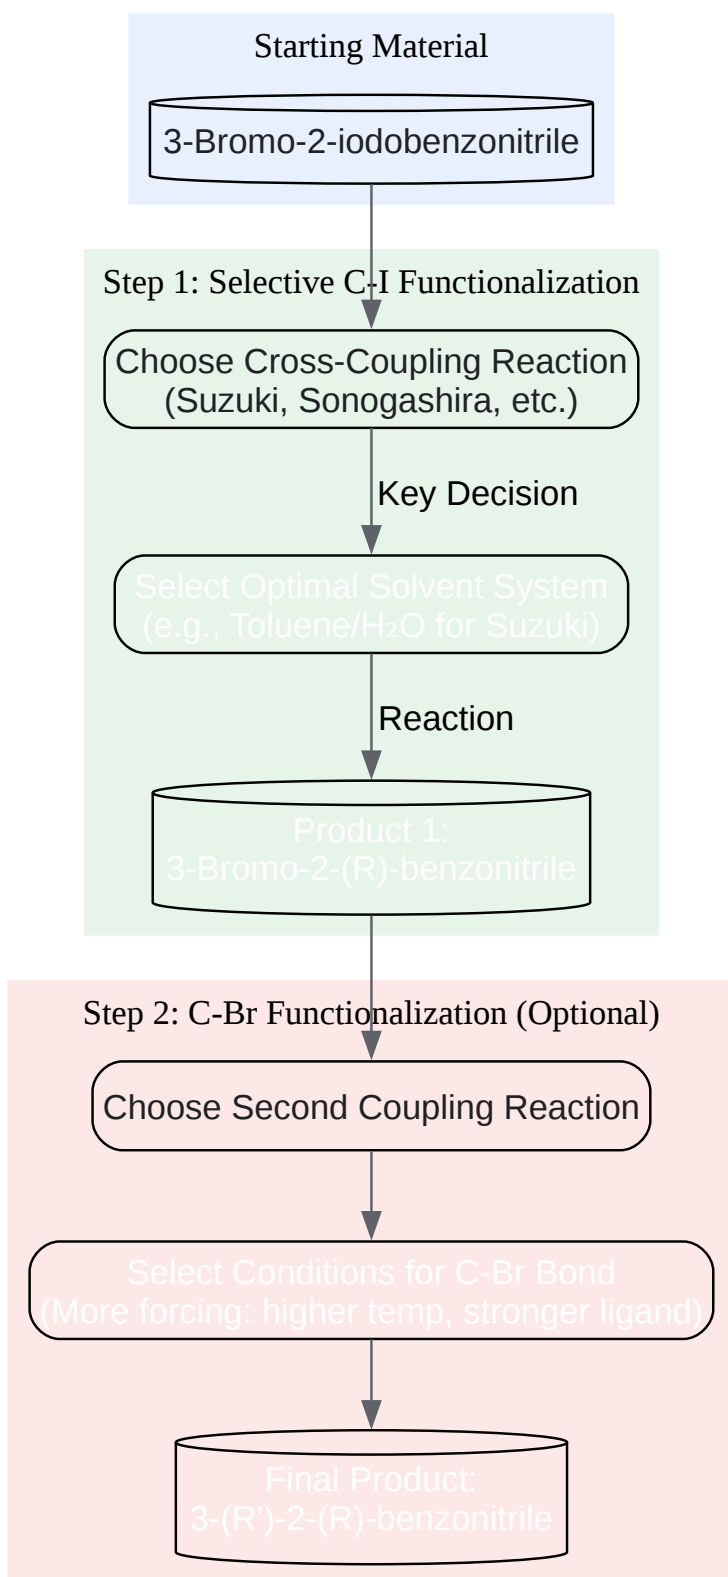 Starting Material
3-Bromo-2-iodobenzonitrile
Step 1: Selective C-I Functionalization
Choose Cross-Coupling Reaction
(Suzuki, Sonogashira, etc.)
Key Decision
Select Optimal Solvent System
(e.g., Toluene/H₂O for Suzuki)
Reaction
Product 1:
3-Bromo-2-(R)-benzonitrile
Step 2: C-Br Functionalization (Optional)
Choose Second Coupling Reaction
Select Conditions for C-Br Bond
(More forcing: higher temp, stronger ligand)
Final Product:
3-(R')-2-(R)-benzonitrile